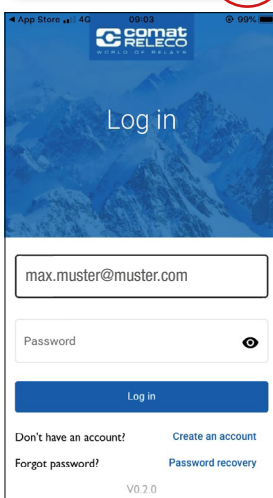 App Store 4G 09:03 99%
comat
RELECO
WORLD OF RELAYS
Log in
max.muster@muster.com
Password
Log in
Don't have an account? Create an account
Forgot password? Password recovery
V0.2.0